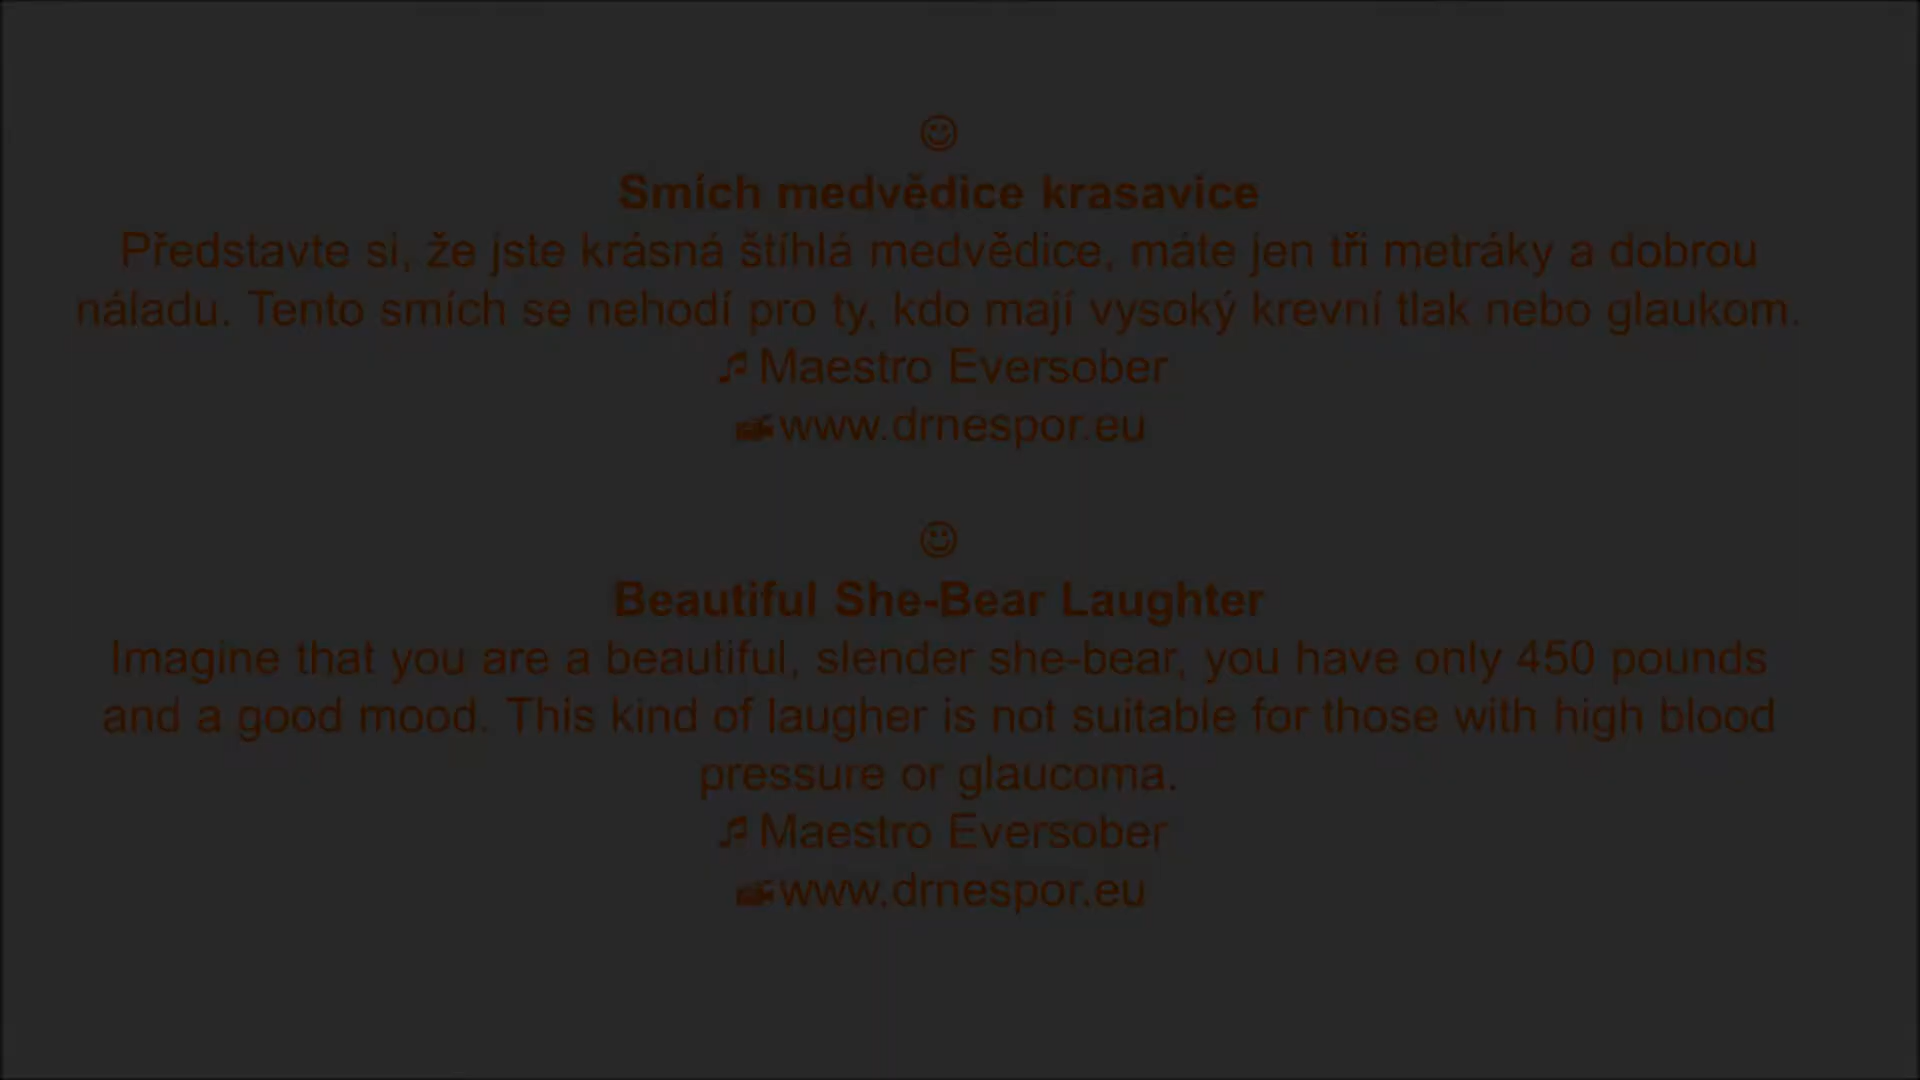 ☺
Smích medvědice krasavice
Představte si, že jste krásná štíhlá medvědice, máte jen tři metráky a dobrou
náladu. Tento smích se nehodí pro ty, kdo mají vysoký krevní tlak nebo glaukom.
♫Maestro Eversober
www.drnespor.eu
☺
Beautiful She-Bear Laughter
Imagine that you are a beautiful, slender she-bear, you have only 450 pounds
and a good mood. This kind of laugher is not suitable for those with high blood
pressure or glaucoma.
♫Maestro Eversober
www.drnespor.eu